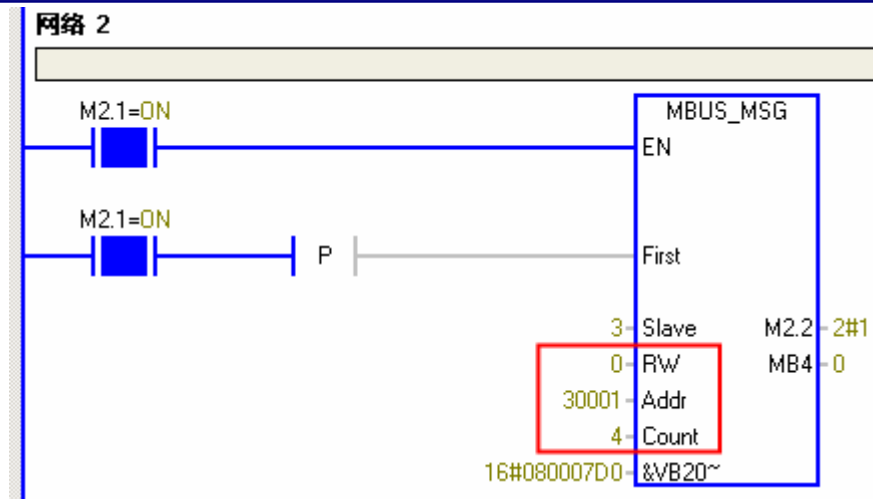 网络 2
M2.1=ON
MBUS_MSG
EN
M2.1=ON
P
First
3 Slave M2.2 2#1
0 RW MB4 0
30001 Addr
4 Count
16#080007D0 &VB20~